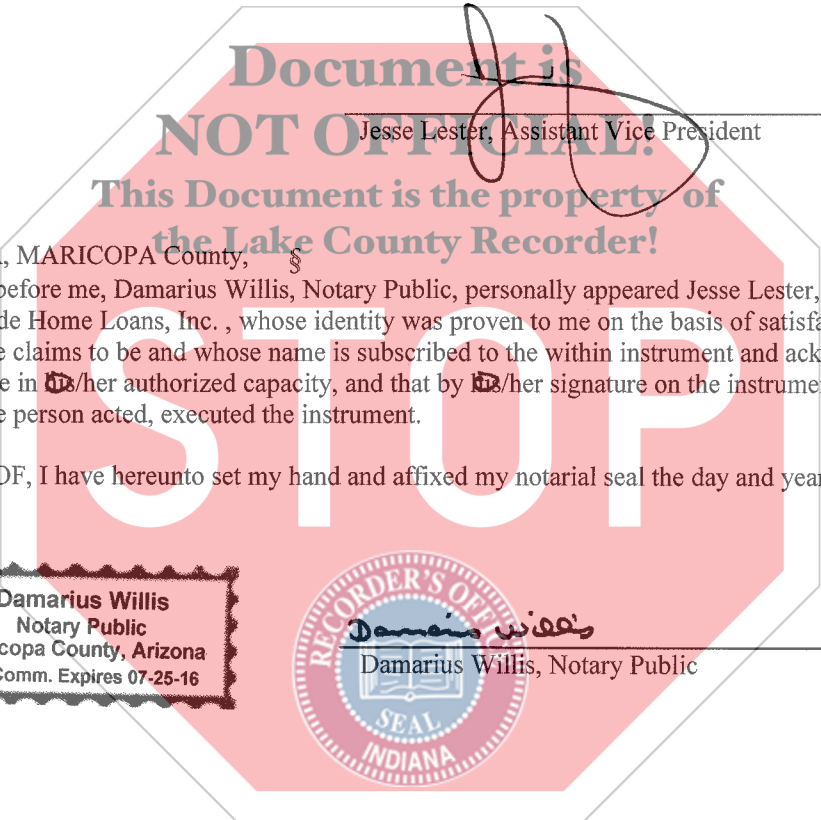 Document is
NOT OFFICIAL!
Jesse Lester, Assistant Vice President
This Document is the property of
the Lake County Recorder!
, MARICOPA County, §
before me, Damarius Willis, Notary Public, personally appeared Jesse Lester,
de Home Loans, Inc. , whose identity was proven to me on the basis of satisfa
e claims to be and whose name is subscribed to the within instrument and ack
e in his/her authorized capacity, and that by his/her signature on the instrume
e person acted, executed the instrument.
OF, I have hereunto set my hand and affixed my notarial seal the day and year
STOP
Damarius Willis
Notary Public
copa County, Arizona
Comm. Expires 07-25-16
RECORDER'S OFFICE
SEAL
INDIANA
Damarius Willis
Damarius Willis, Notary Public